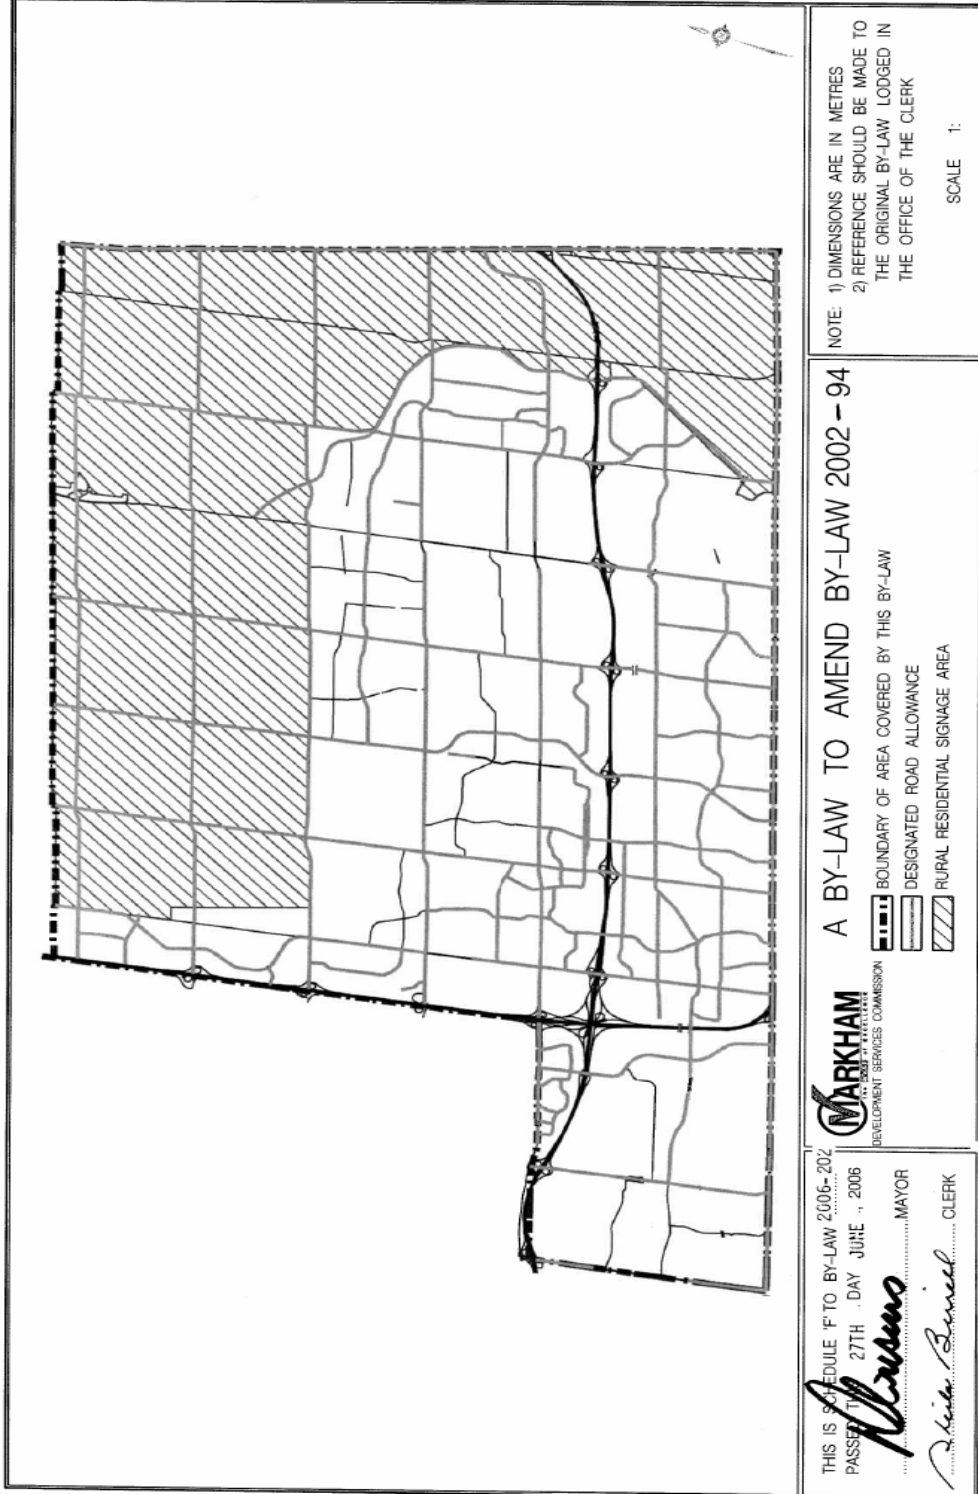 THIS IS SCHEDULE 'F' TO BY-LAW 2006-202
PASSED THIS 27TH DAY JUNE , 2006
MAYOR
Sheila Birrell CLERK
MARKHAM
DEVELOPMENT SERVICES COMMISSION
A BY-LAW TO AMEND BY-LAW 2002-94
BOUNDARY OF AREA COVERED BY THIS BY-LAW
DESIGNATED ROAD ALLOWANCE
RURAL RESIDENTIAL SIGNAGE AREA
NOTE: 1) DIMENSIONS ARE IN METRES
2) REFERENCE SHOULD BE MADE TO
THE ORIGINAL BY-LAW LODGED IN
THE OFFICE OF THE CLERK
SCALE 1: